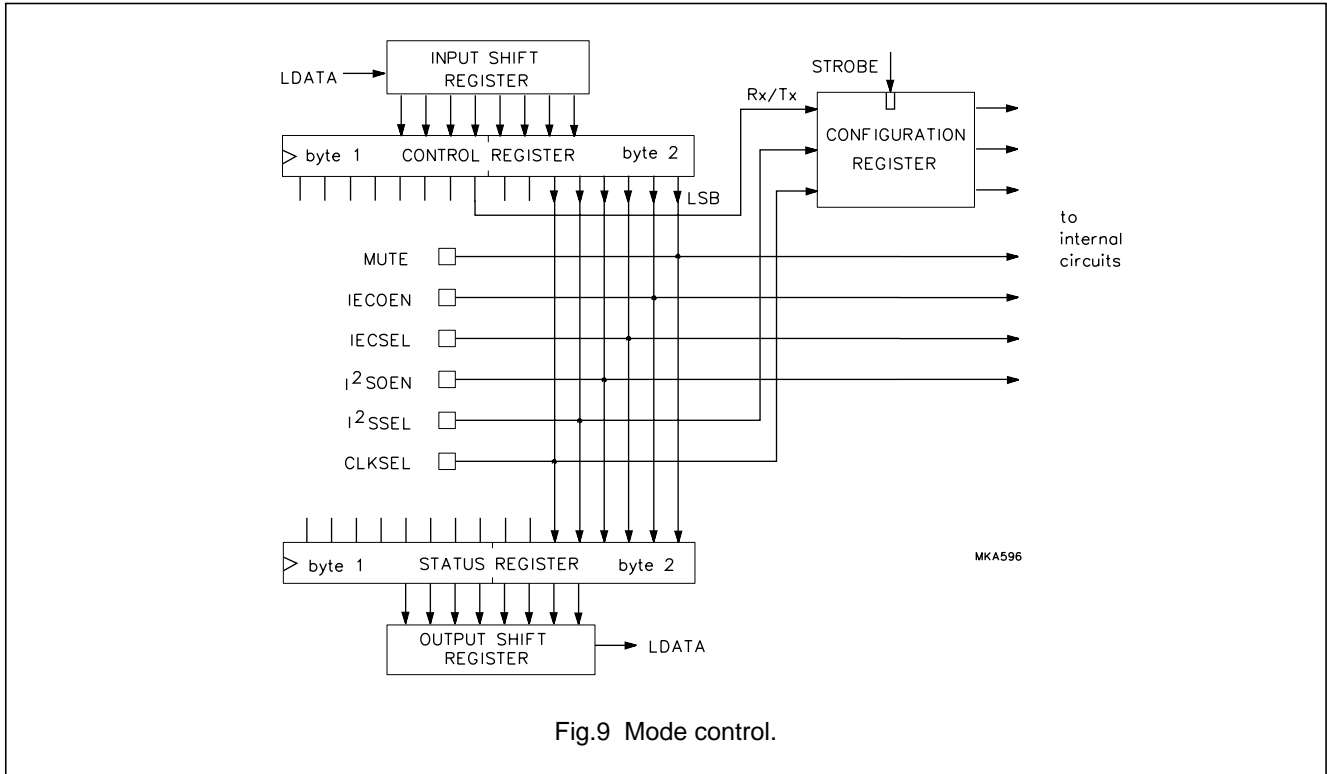 INPUT SHIFT
REGISTER
LDATA
STROBE
Rx/Tx
CONFIGURATION
REGISTER
byte 1 CONTROL REGISTER byte 2
LSB
to
internal
circuits
MUTE
IECOEN
IECSEL
I²SOEN
I²SSEL
CLKSEL
byte 1 STATUS REGISTER byte 2
MKA596
OUTPUT SHIFT
REGISTER
LDATA
Fig.9 Mode control.